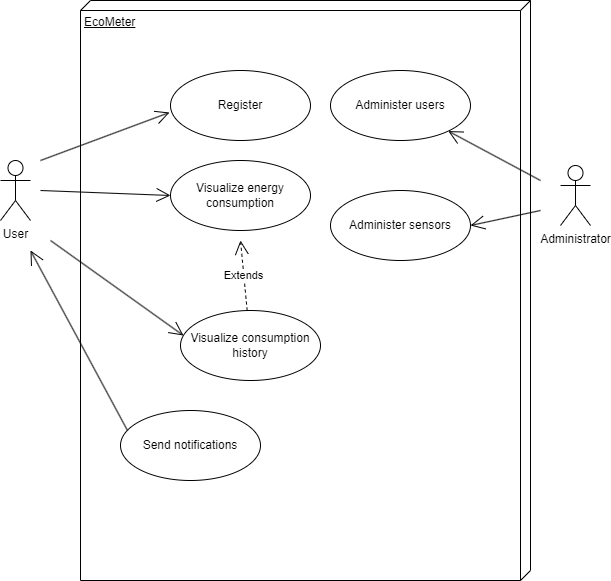 EcoMeter
Register
Administer users
Visualize energy
consumption
Administer sensors
User
Administrator
Extends
Visualize consumption
history
Send notifications